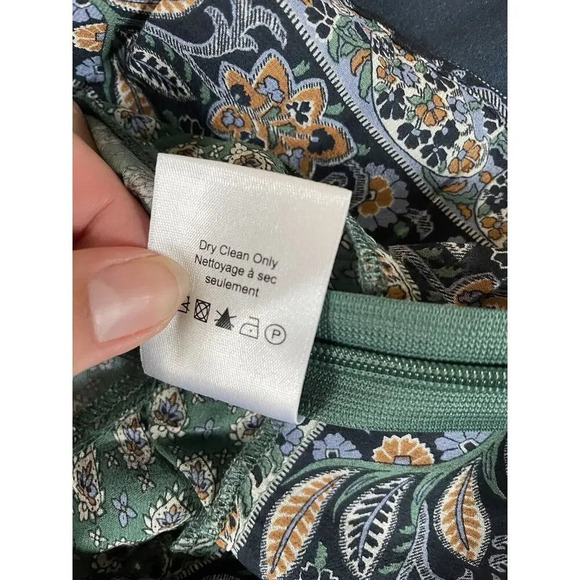 Dry Clean Only
Nettoyage à sec
seulement
P